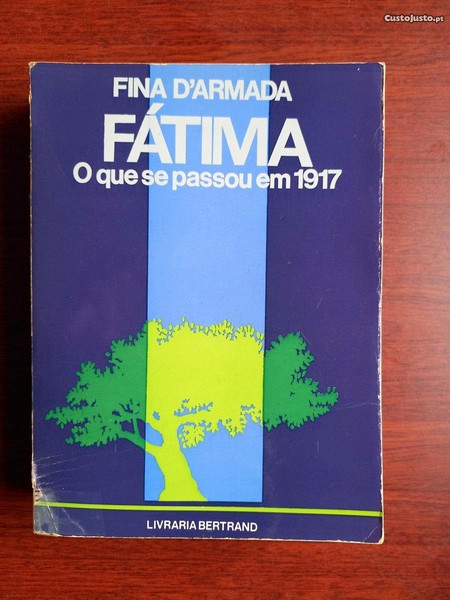 CustoJusto.pt
FINA D'ARMADA
FÁTIMA
O que se passou em 1917
LIVRARIA BERTRAND